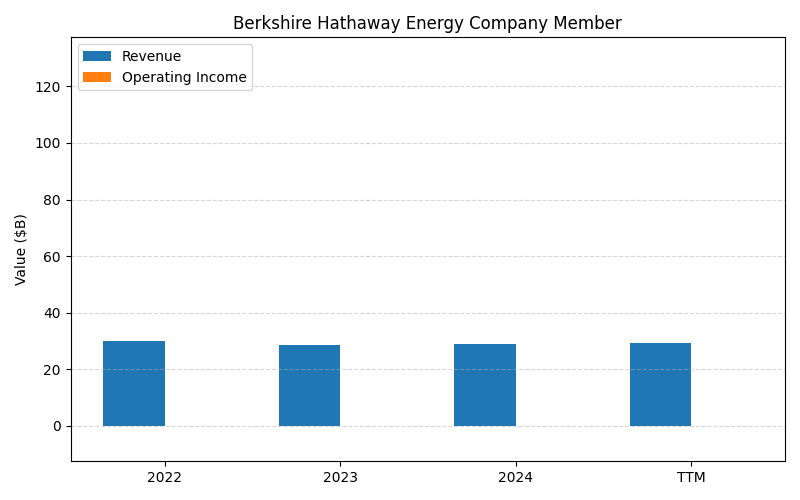 Berkshire Hathaway Energy Company Member
Revenue
Operating Income
Value ($B)
120
100
80
60
40
20
0
2022 2023 2024 TTM